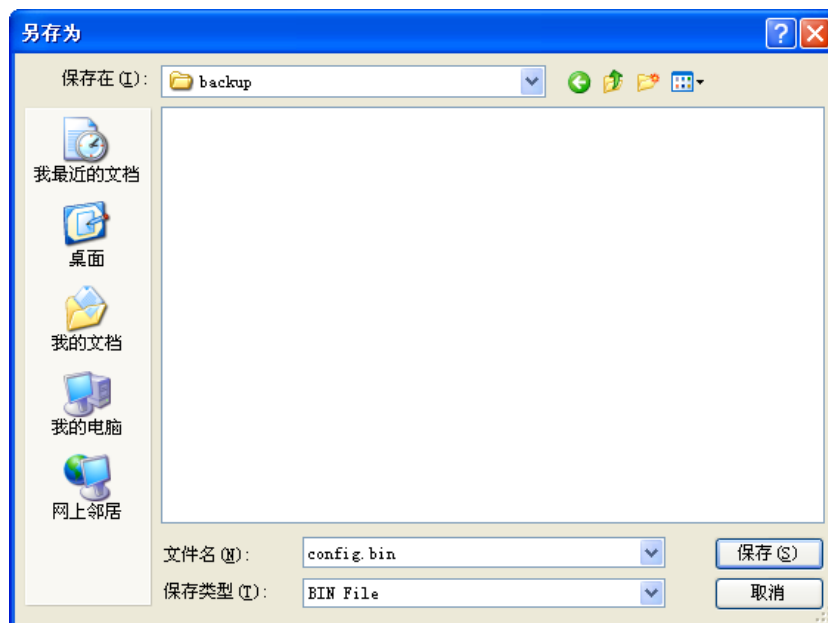 另存为
保存在(I):
backup
我最近的文档
桌面
我的文档
我的电脑
网上邻居
文件名(N):
config.bin
保存(S)
保存类型(T):
BIN File
取消